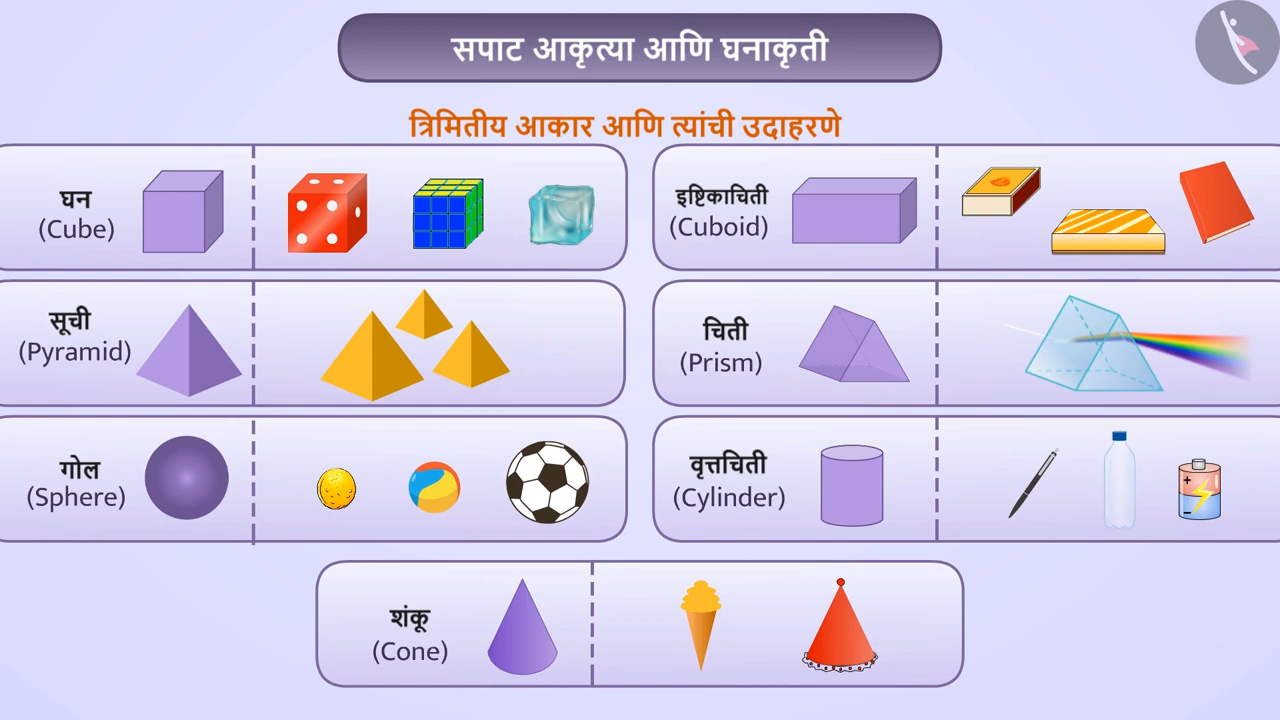 सपाट आकृत्या आणि घनाकृती
त्रिमितीय आकार आणि त्यांची उदाहरणे
घन
(Cube)
इष्टिकाचिती
(Cuboid)
सूची
(Pyramid)
चिती
(Prism)
गोल
(Sphere)
वृत्तचिती
(Cylinder)
+
–
शंकू
(Cone)